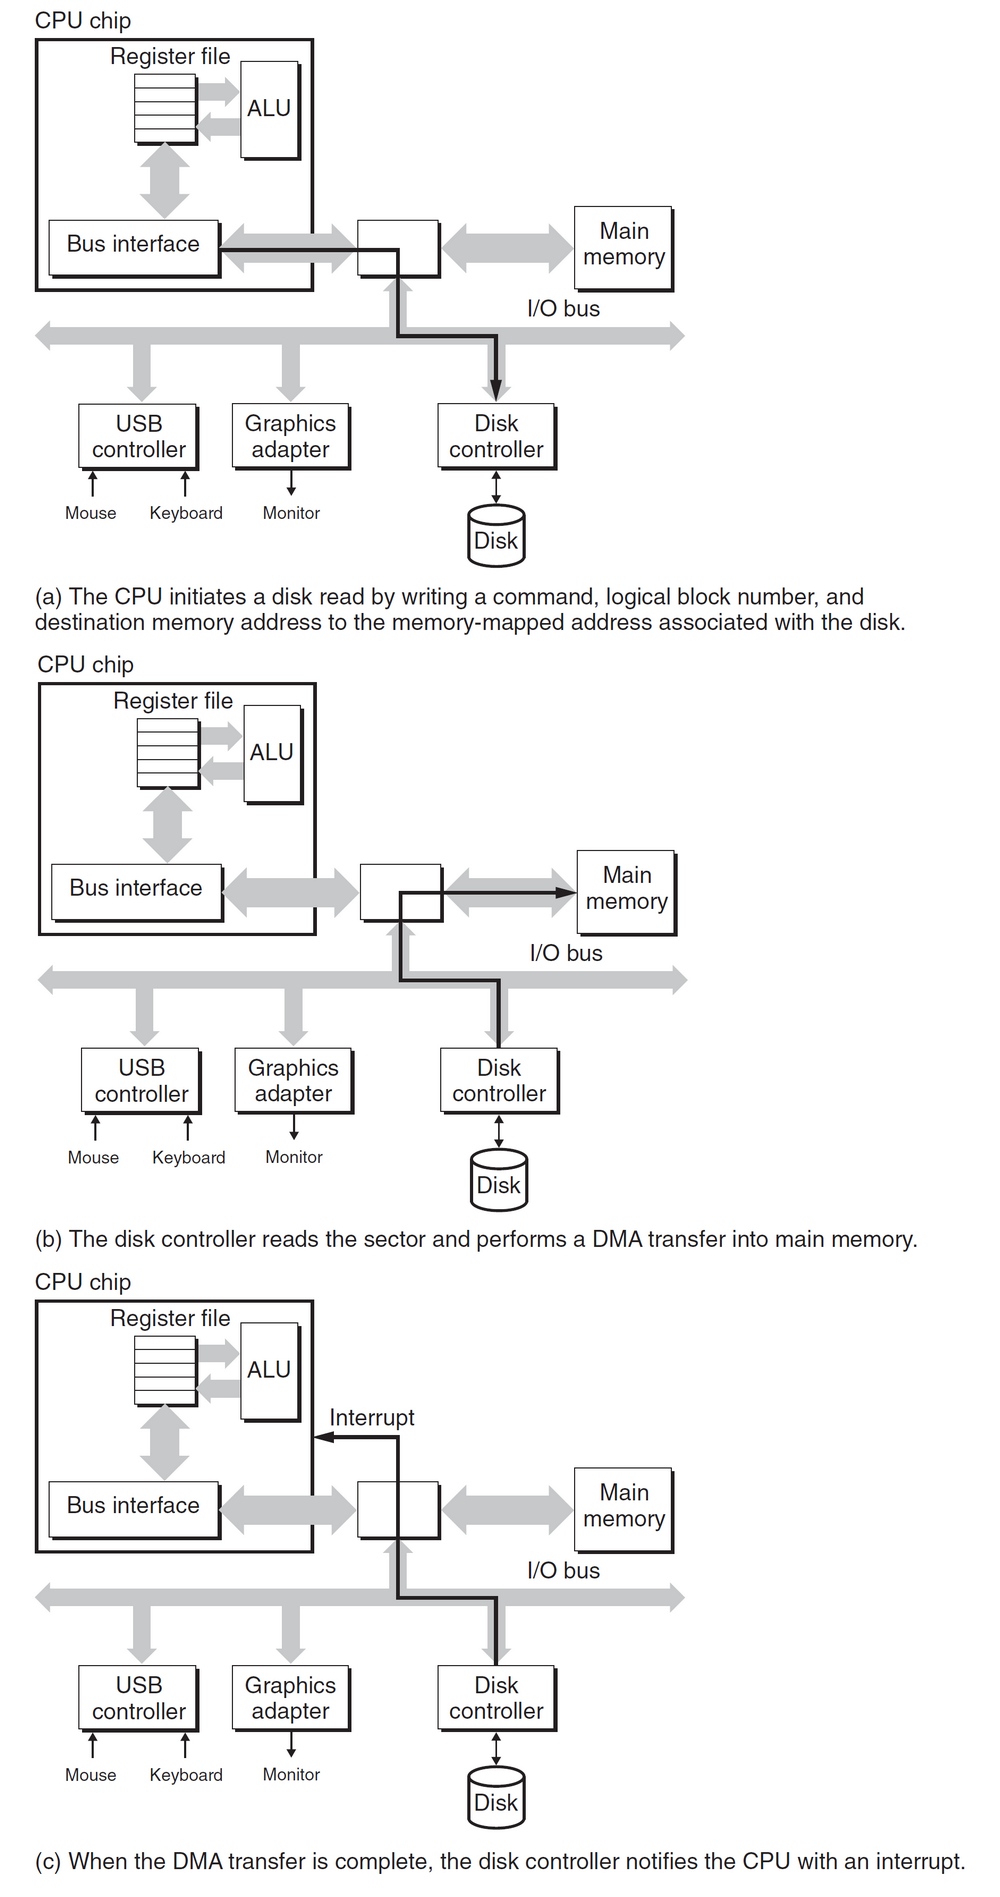 CPU chip
Register file
ALU
Bus interface
Main
memory
I/O bus
USB
controller
Graphics
adapter
Disk
controller
Mouse
Keyboard
Monitor
Disk
(a) The CPU initiates a disk read by writing a command, logical block number, and
destination memory address to the memory-mapped address associated with the disk.
CPU chip
Register file
ALU
Bus interface
Main
memory
I/O bus
USB
controller
Graphics
adapter
Disk
controller
Mouse
Keyboard
Monitor
Disk
(b) The disk controller reads the sector and performs a DMA transfer into main memory.
CPU chip
Register file
ALU
Interrupt
Bus interface
Main
memory
I/O bus
USB
controller
Graphics
adapter
Disk
controller
Mouse
Keyboard
Monitor
Disk
(c) When the DMA transfer is complete, the disk controller notifies the CPU with an interrupt.